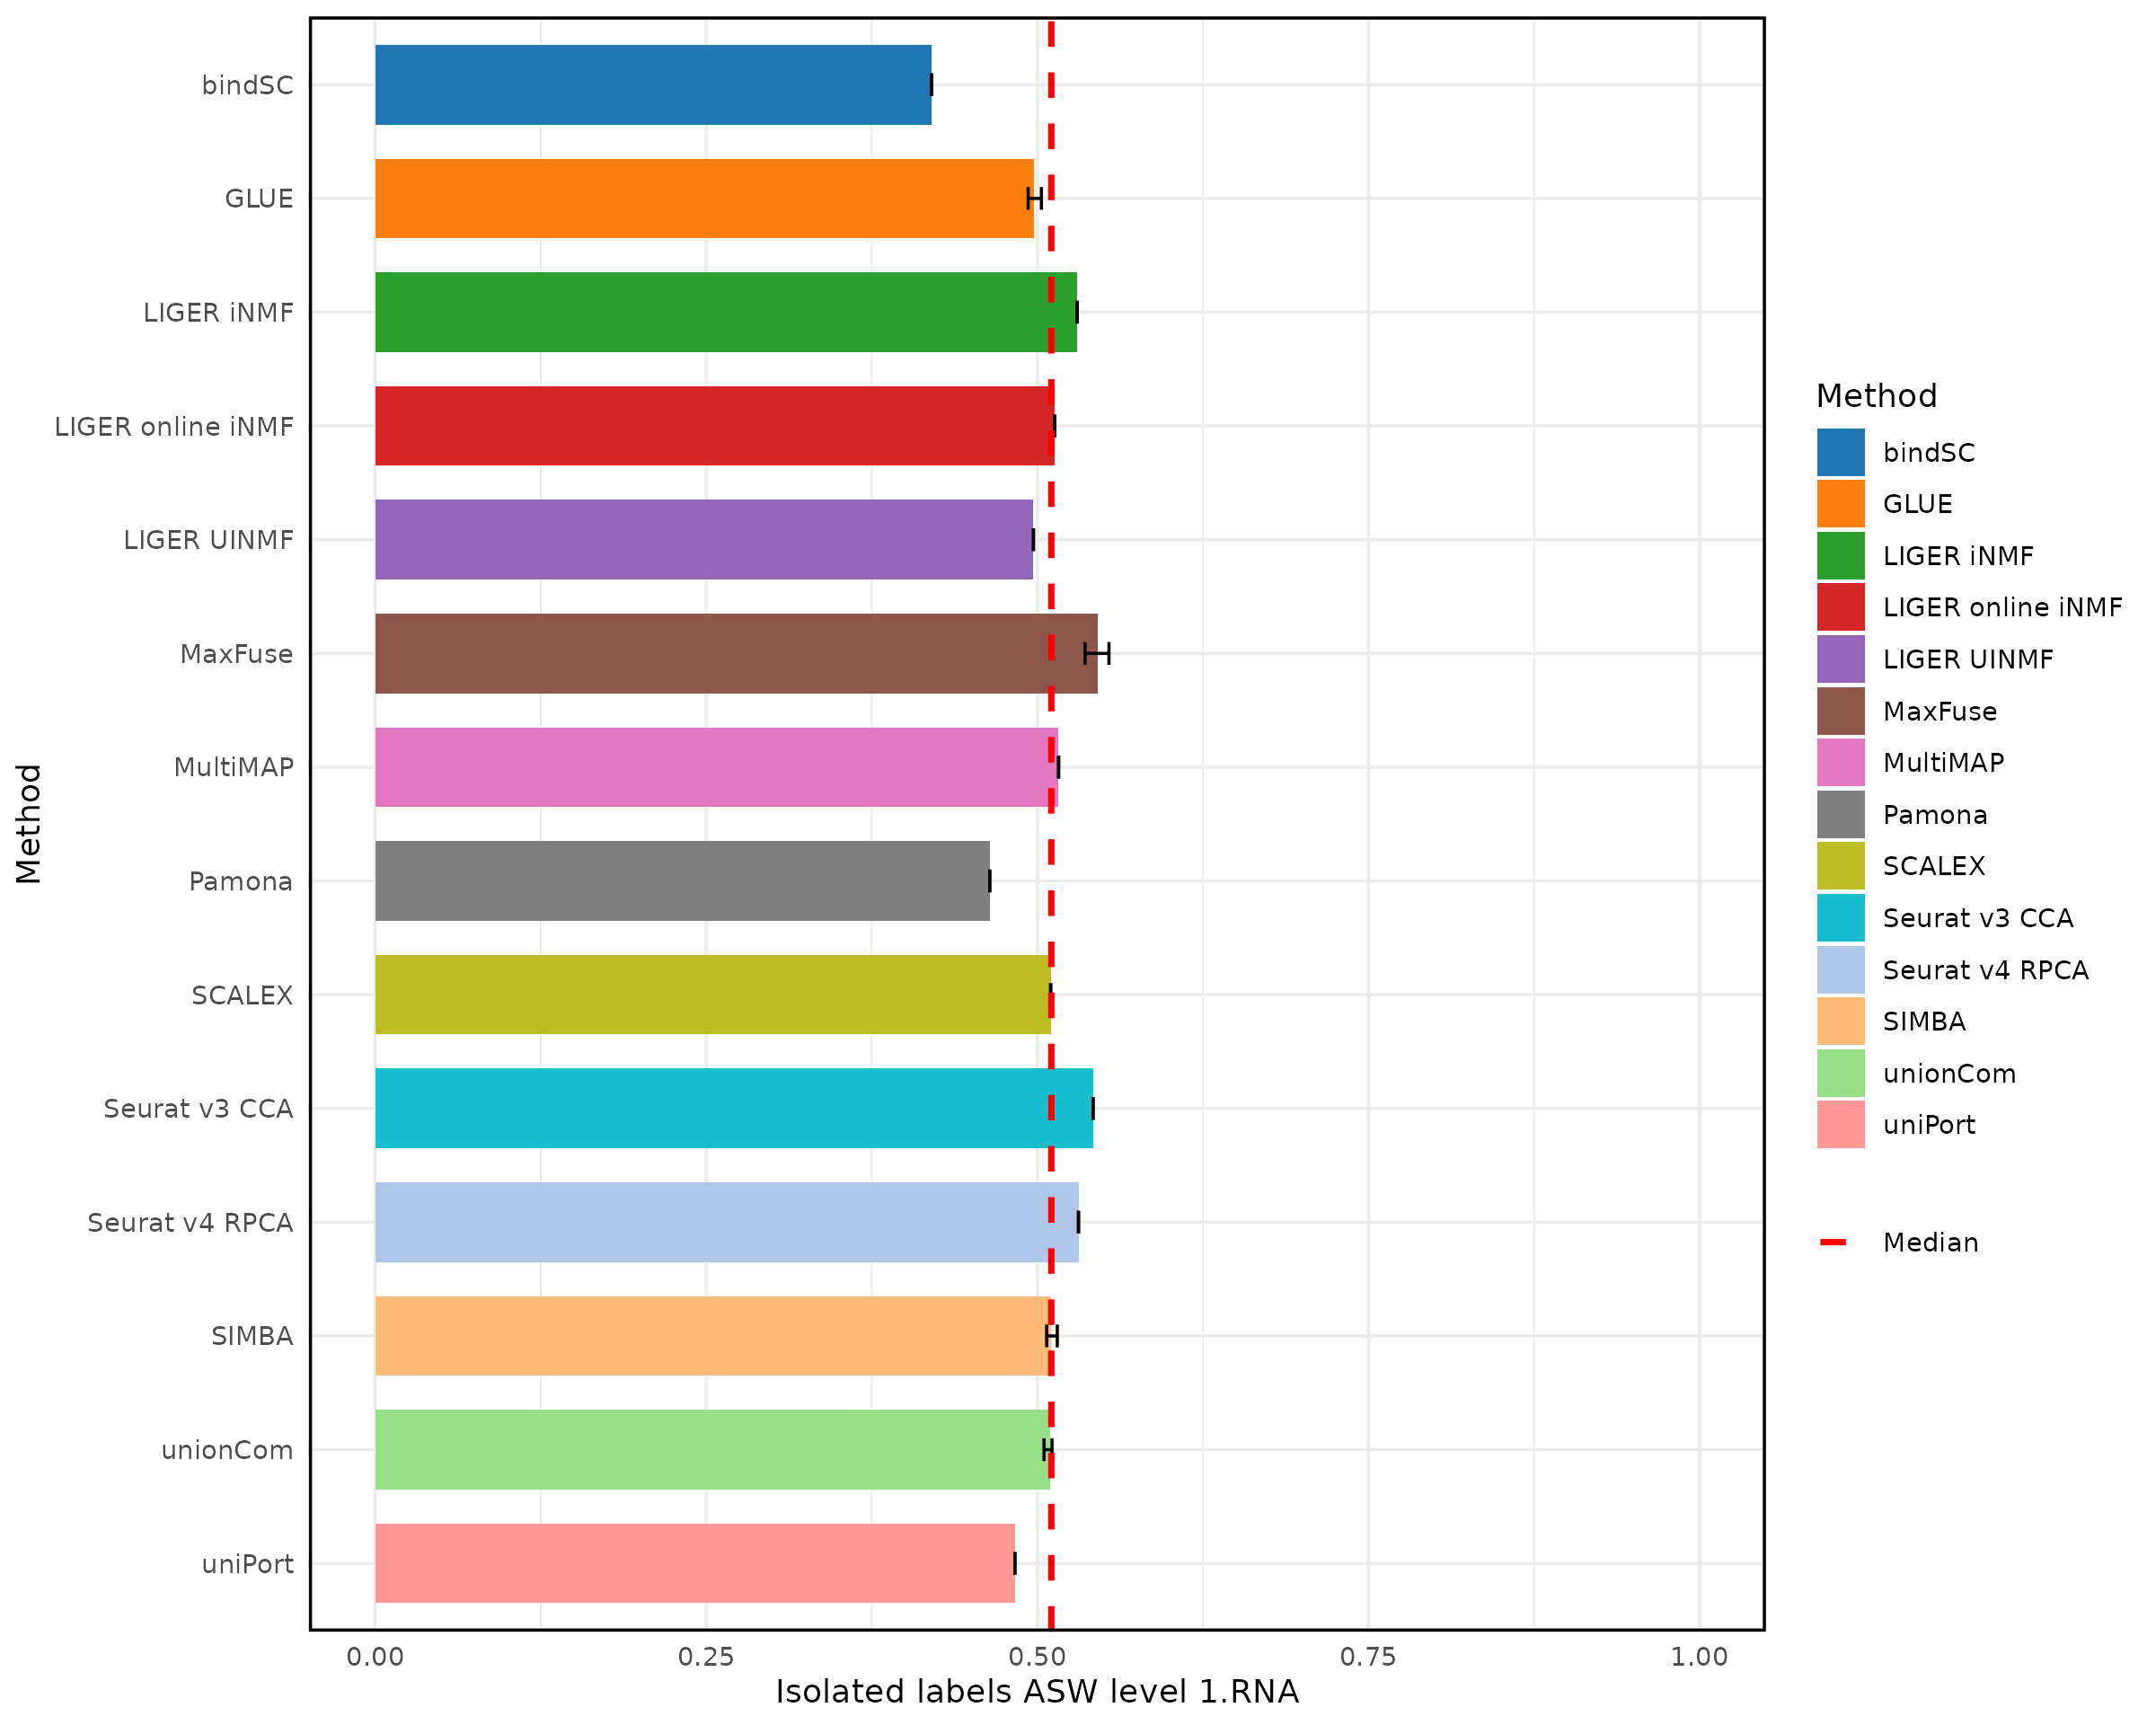 bindSC
GLUE
LIGER iNMF
LIGER online iNMF
LIGER UINMF
MaxFuse
MultiMAP
Pamona
SCALEX
Seurat v3 CCA
Seurat v4 RPCA
SIMBA
unionCom
uniPort
Method
0.00
0.25
0.50
0.75
1.00
Isolated labels ASW level 1.RNA
Method
bindSC
GLUE
LIGER iNMF
LIGER online iNMF
LIGER UINMF
MaxFuse
MultiMAP
Pamona
SCALEX
Seurat v3 CCA
Seurat v4 RPCA
SIMBA
unionCom
uniPort
Median